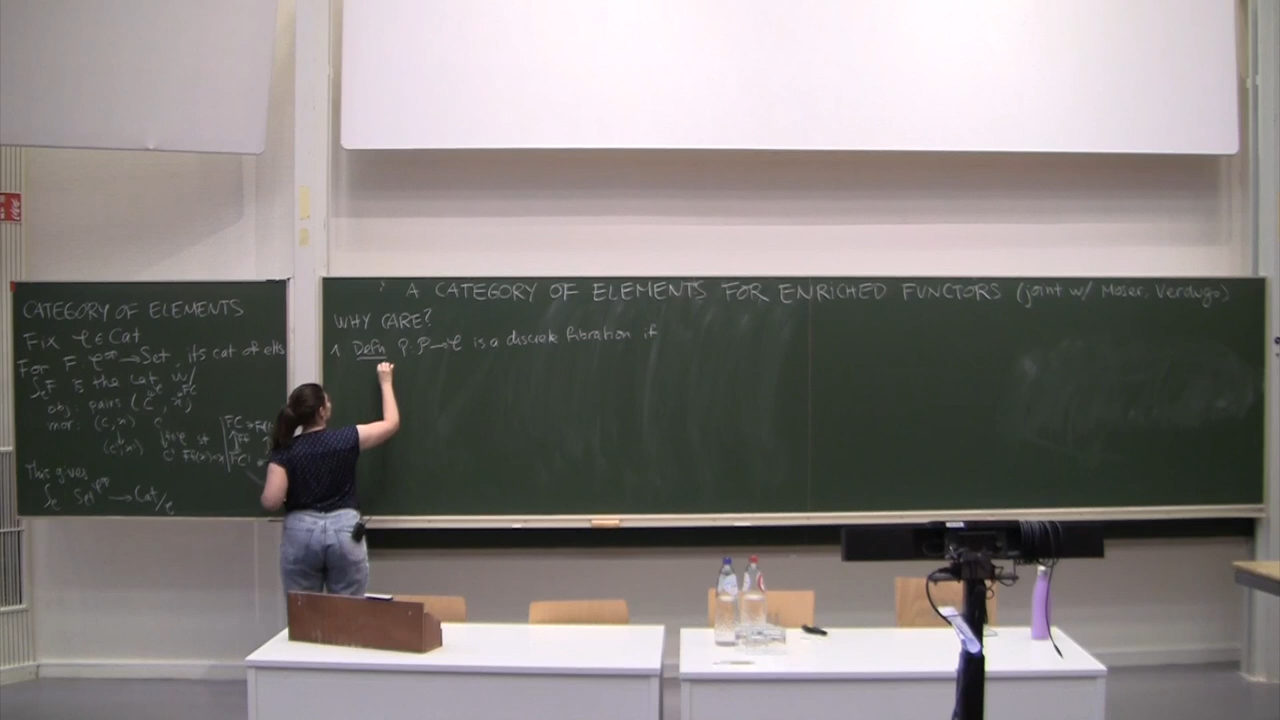 CATEGORY OF ELEMENTS
Fix C ∈ Cat
For F: C^op → Set, its cat of elts
∫_C F is the cat w/
obj: pairs (C, x)
mor: (C, x)
(C', x)
This gives
∫_C Set^{C^op} → Cat/C
A CATEGORY OF ELEMENTS FOR ENRICHED FUNCTORS (joint w/ Moser, Verdugo)
WHY CARE?
1 Defn P: P → C is a discrete fibration if